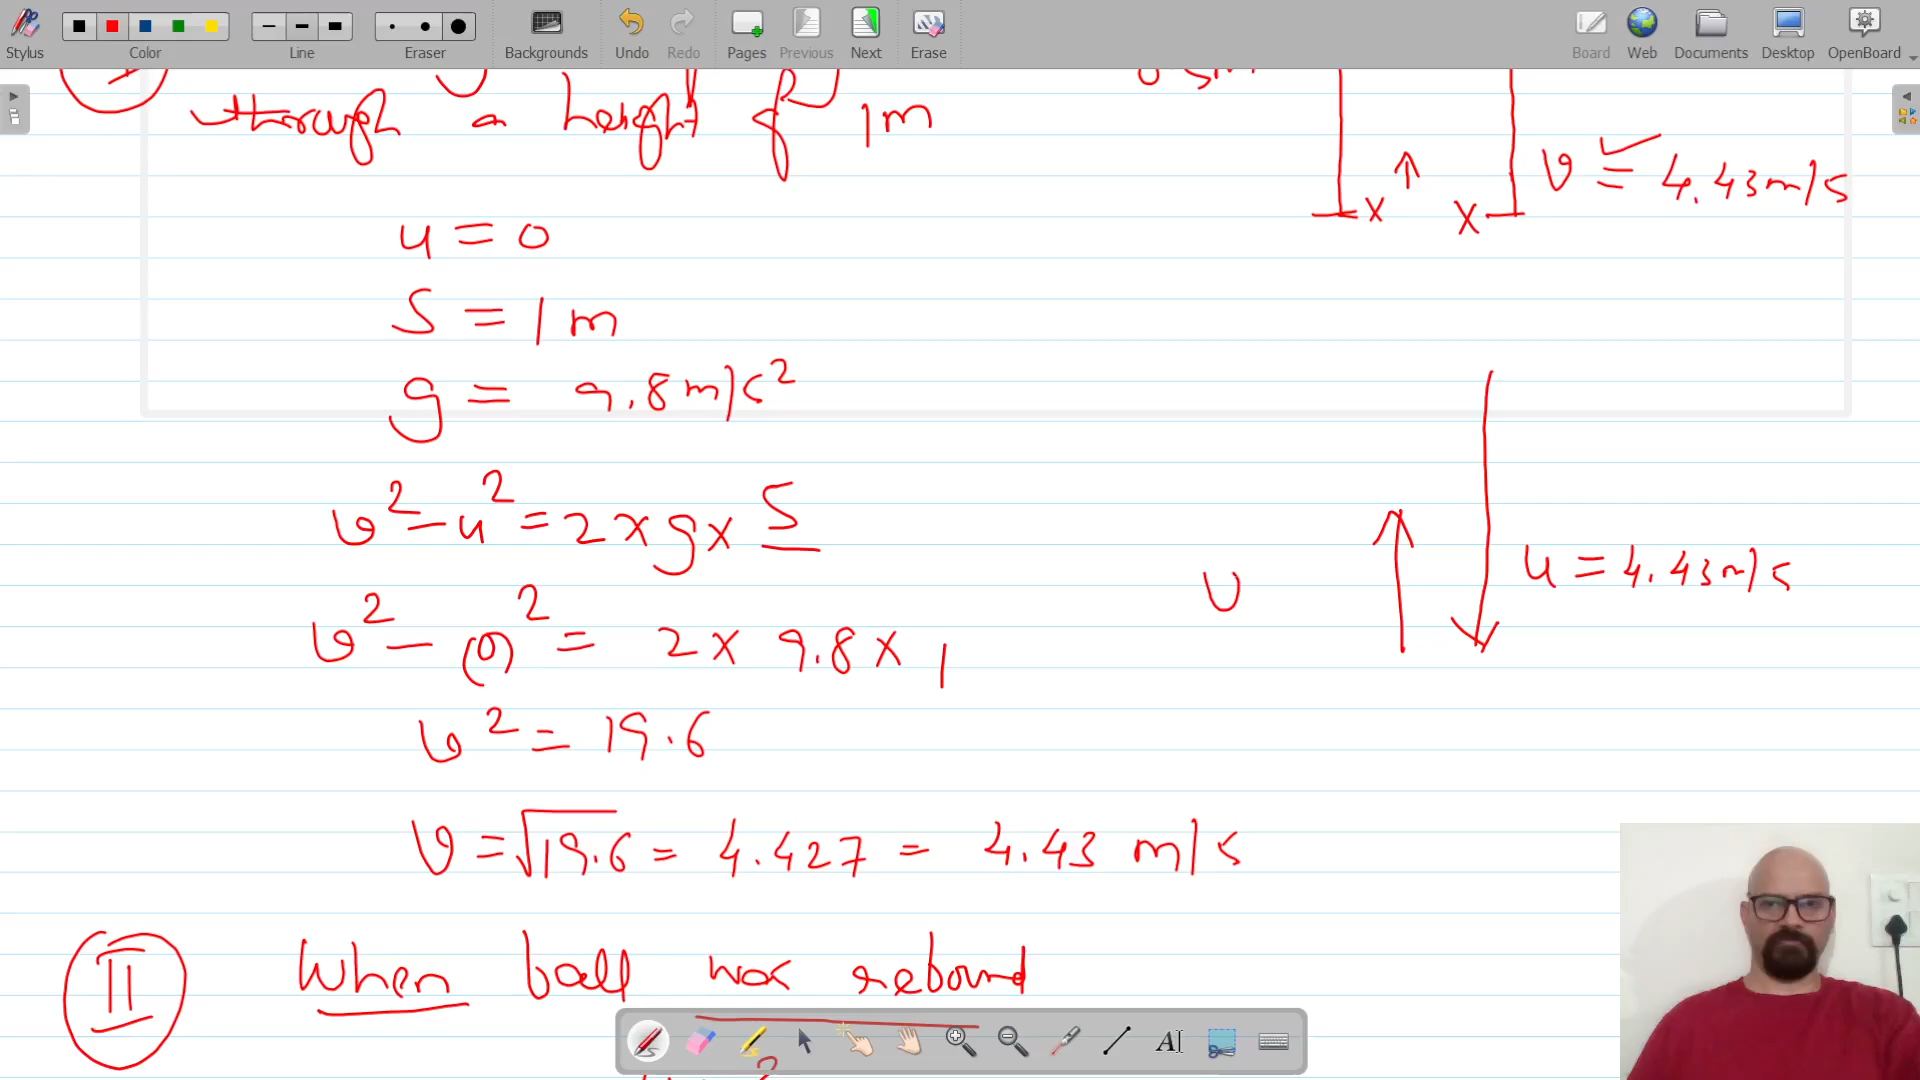 Stylus
Color
Line
Eraser
Backgrounds
Undo
Redo
Pages
Previous
Next
Erase
Board
Web
Documents
Desktop
OpenBoard
through a height of 1m
v = 4.43 m/s
x
x
u = 0
S = 1 m
g = 9.8 m/s²
v² - u² = 2 x g x S
u = 4.43 m/s
v
v² - (0)² = 2 x 9.8 x 1
v² = 19.6
v = √19.6 = 4.427 = 4.43 m/s
II When ball was rebound